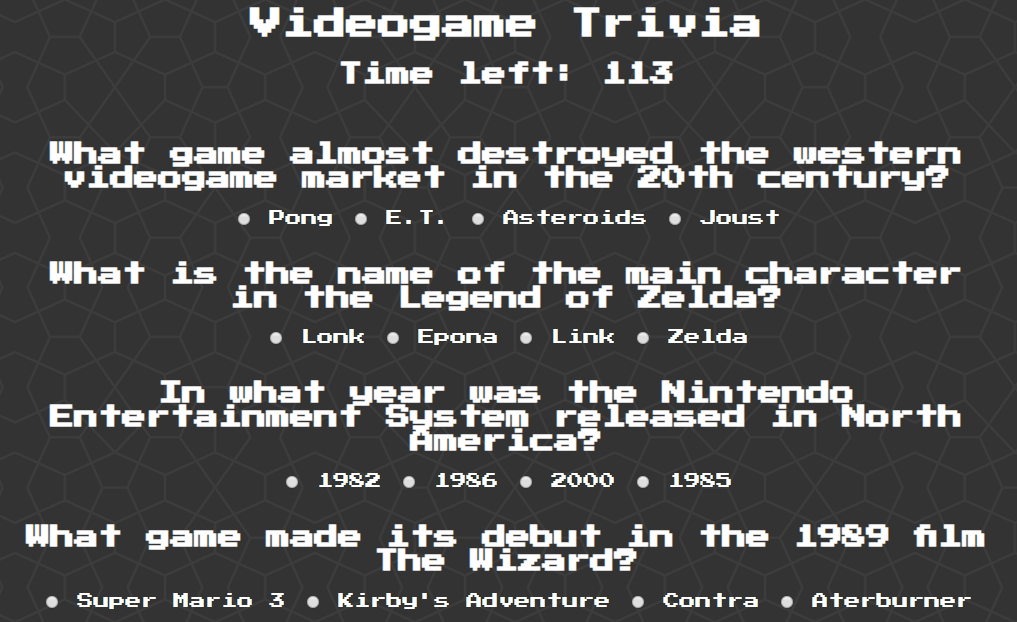 Videogame Trivia
Time left: 113
What game almost destroyed the western
videogame market in the 20th century?
Pong E.T. Asteroids Joust
What is the name of the main character
in the Legend of Zelda?
Lonk Epona Link Zelda
In what year was the Nintendo
Entertainment System released in North
America?
1982 1986 2000 1985
What game made its debut in the 1989 film
The Wizard?
Super Mario 3 Kirby's Adventure Contra Aterburner